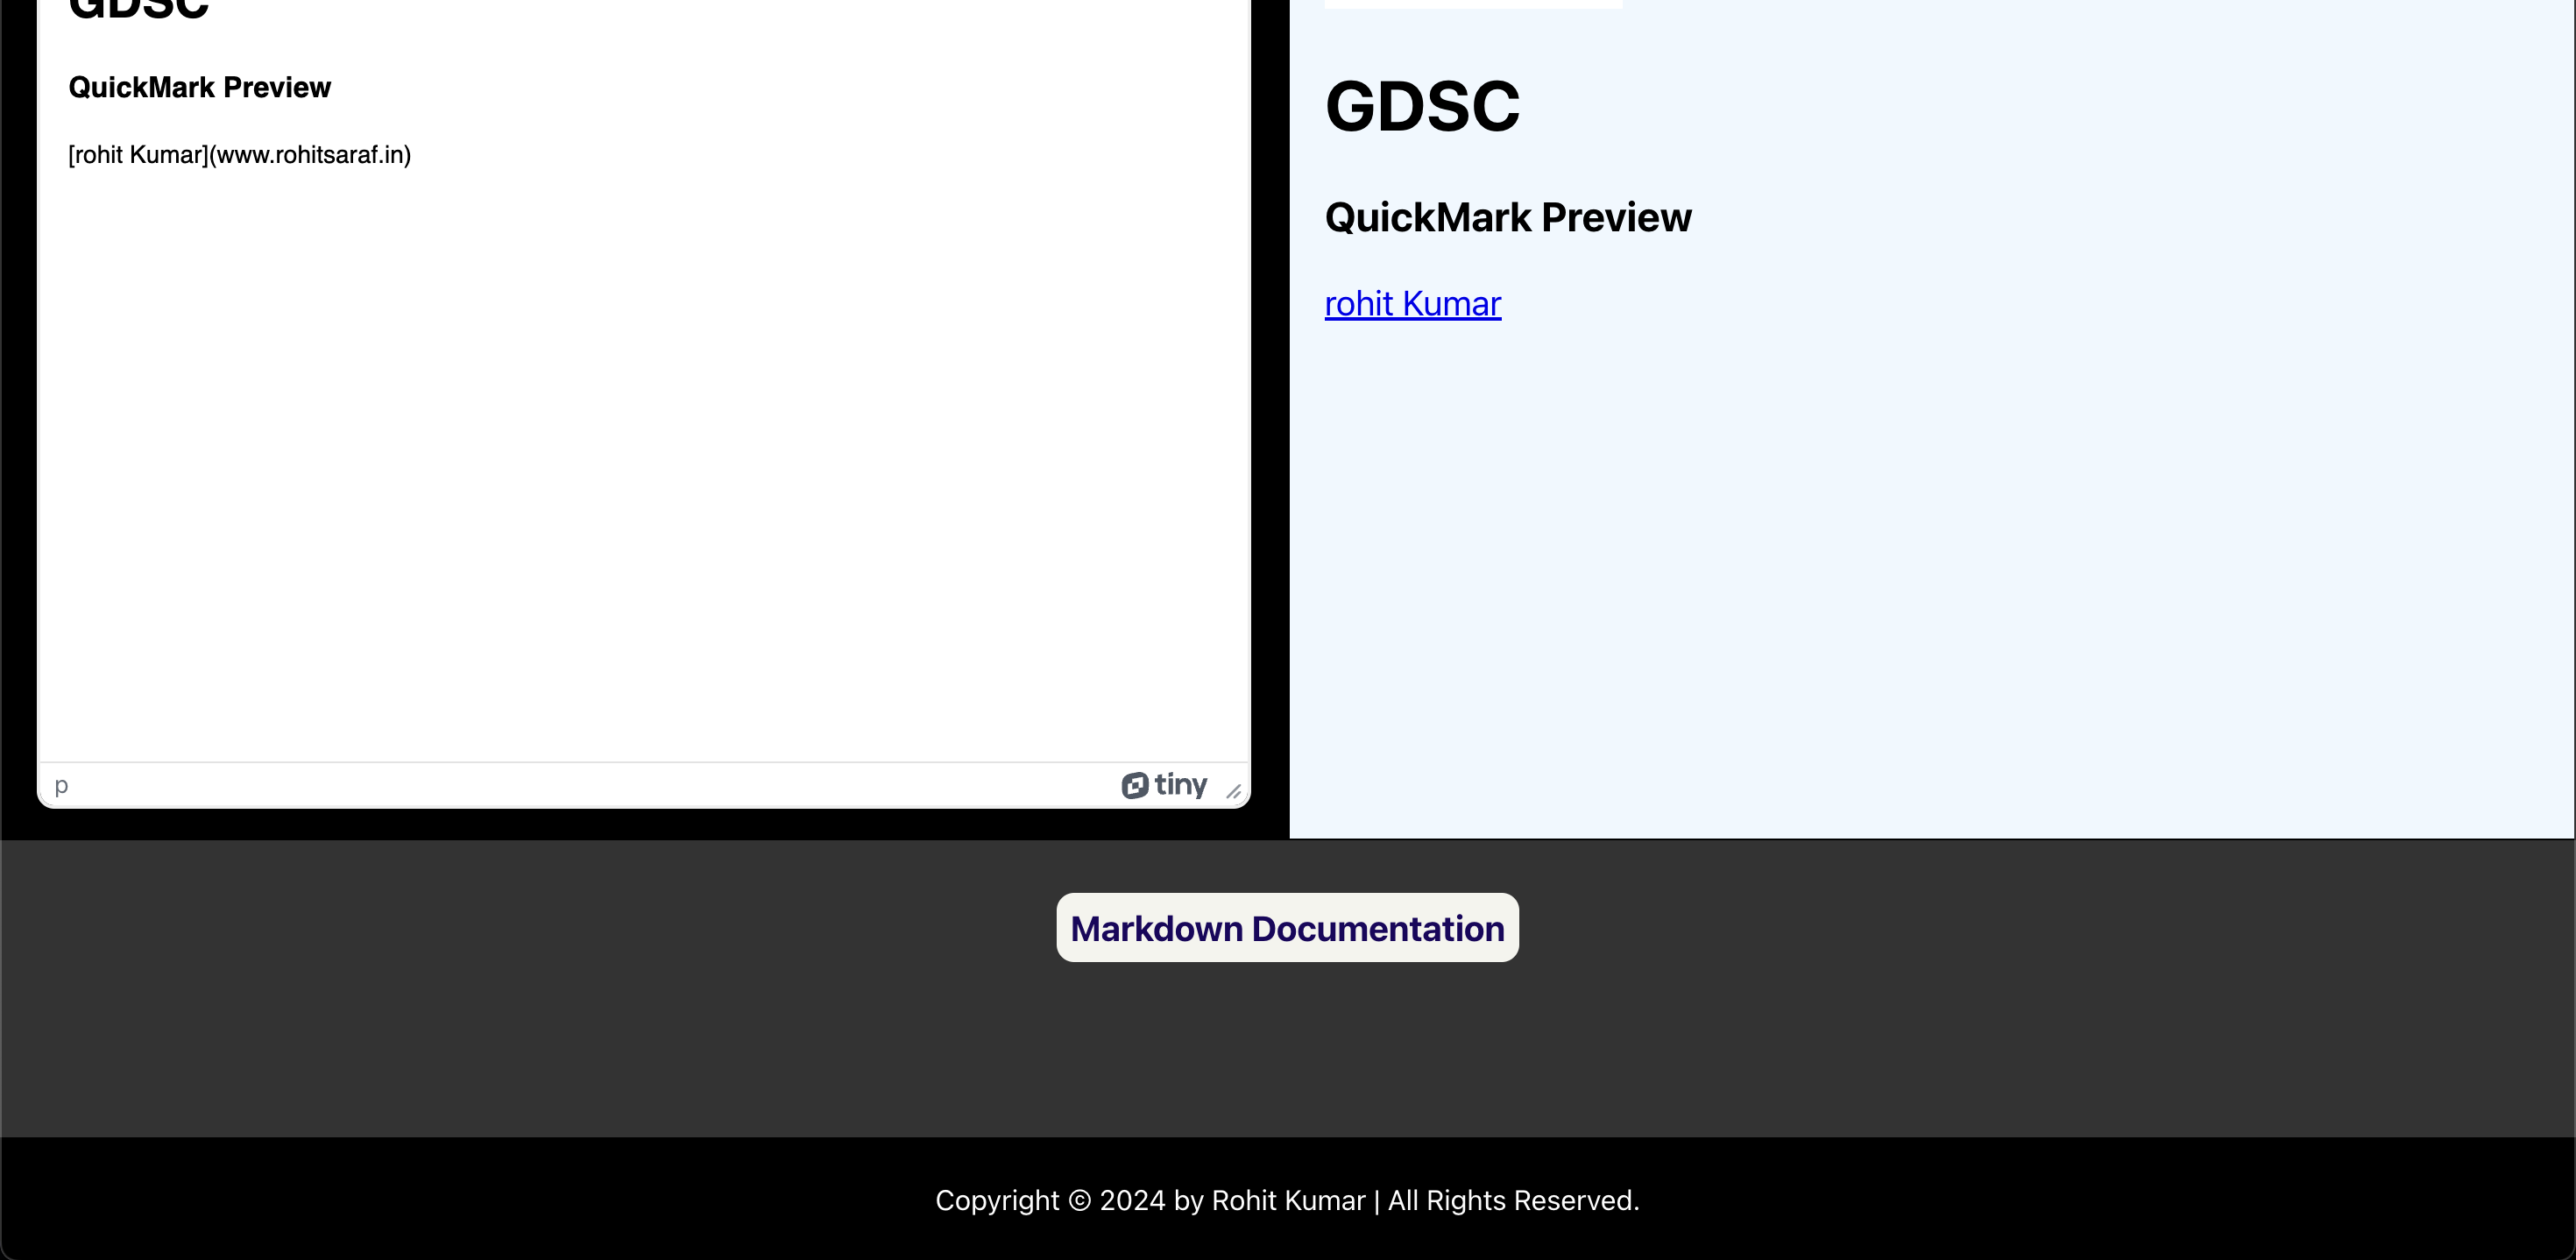 GDSC
QuickMark Preview
[rohit Kumar](www.rohitsaraf.in)
p
tiny
GDSC
QuickMark Preview
rohit Kumar
Markdown Documentation
Copyright © 2024 by Rohit Kumar | All Rights Reserved.